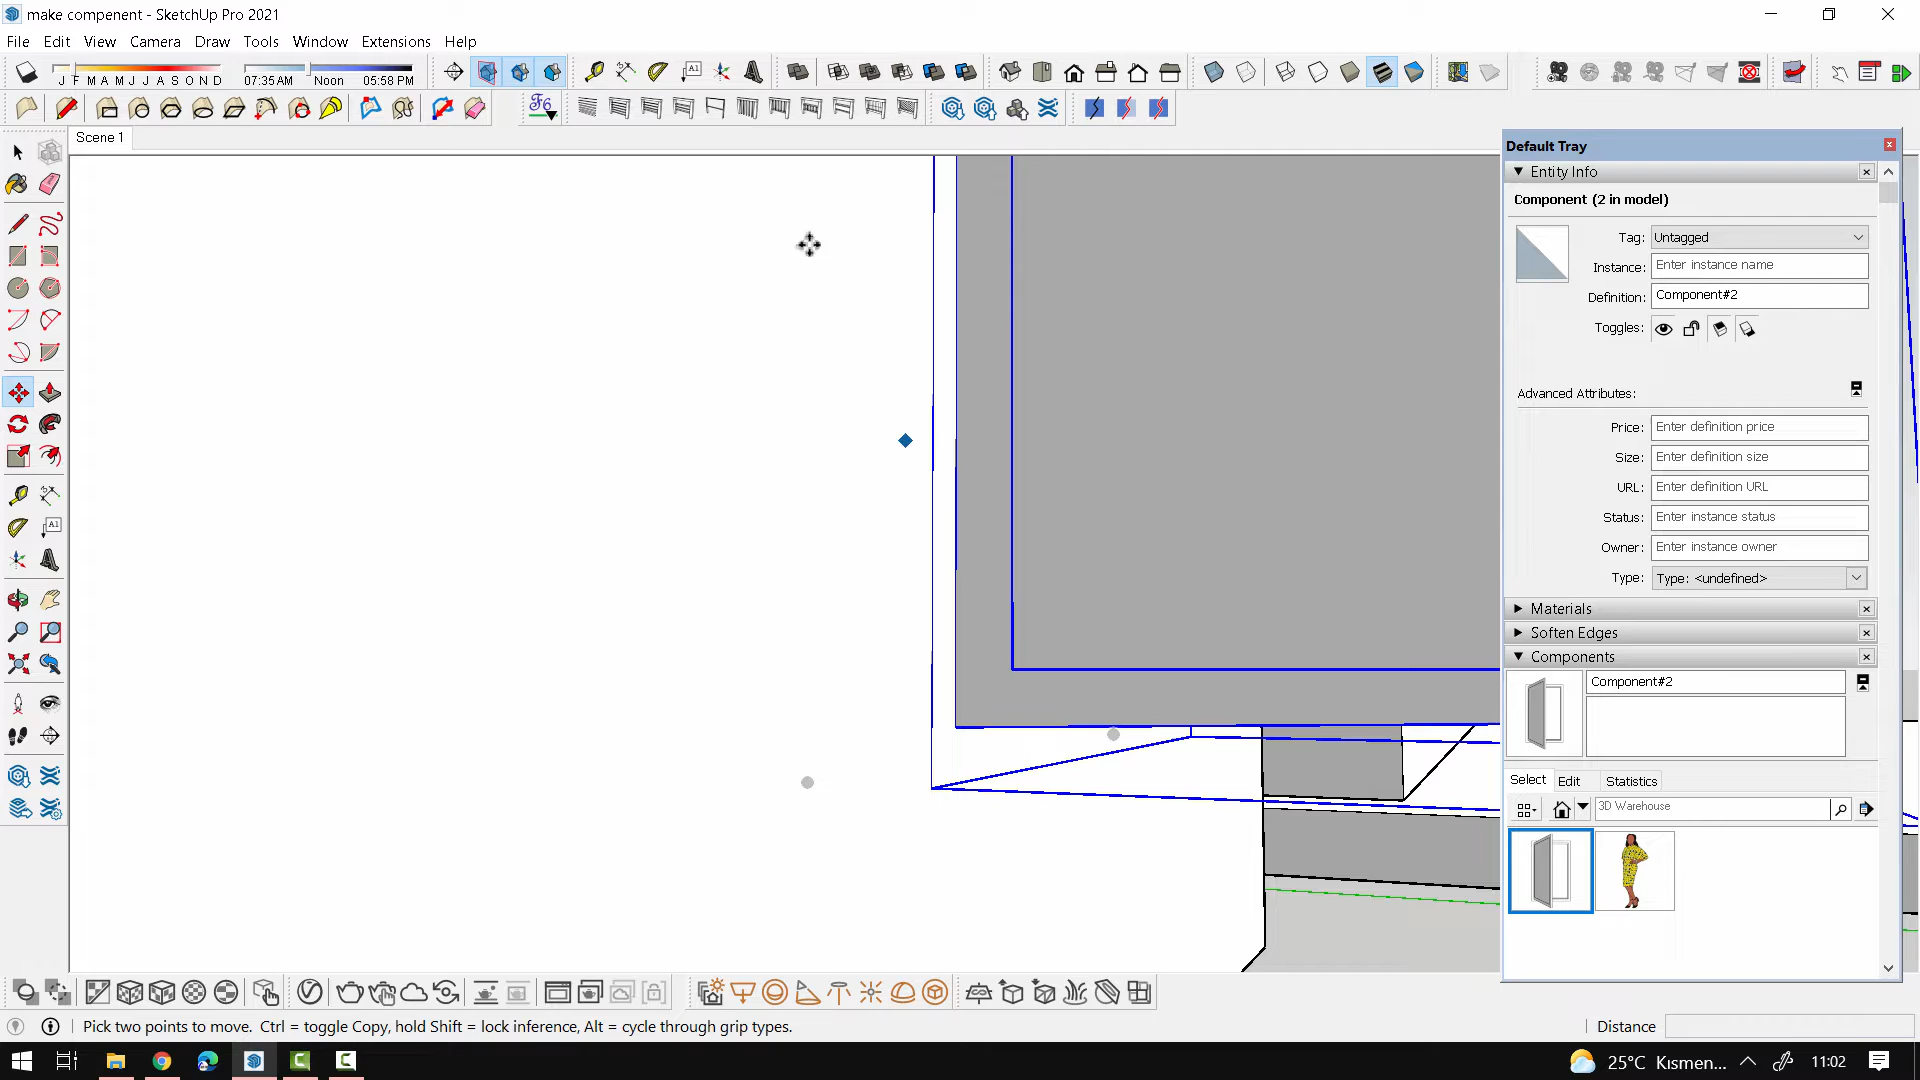 make compenent - SketchUp Pro 2021
File Edit View Camera Draw Tools Window Extensions Help
J F M A M J J A S O N D 07:35 AM Noon 05:58 PM
A1
F6
Scene 1
Default Tray
Entity Info
Component (2 in model)
Tag: Untagged
Instance: Enter instance name
Definition: Component#2
Toggles:
Advanced Attributes:
Price: Enter definition price
Size: Enter definition size
URL: Enter definition URL
Status: Enter instance status
Owner: Enter instance owner
Type: Type: <undefined>
Materials
Soften Edges
Components
Component#2
Select Edit Statistics
3D Warehouse
A1
Pick two points to move. Ctrl = toggle Copy, hold Shift = lock inference, Alt = cycle through grip types.
Distance
25°C Kısmen... 11:02